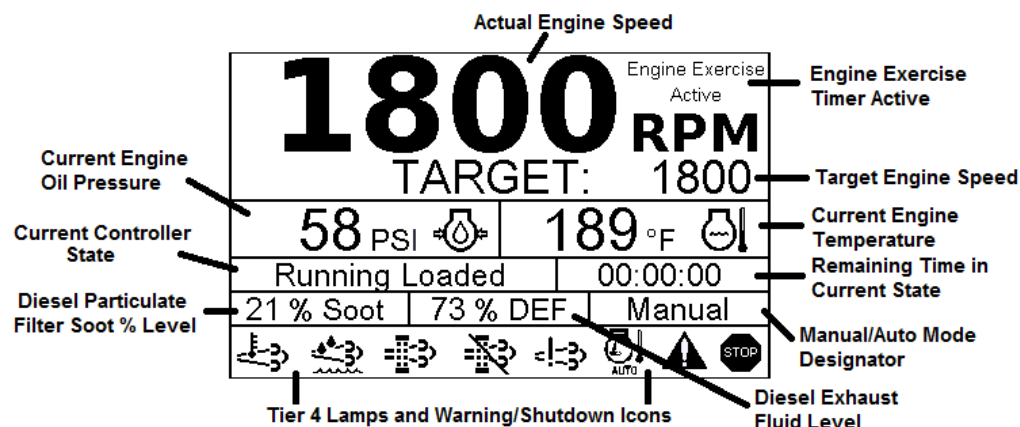 Actual Engine Speed
1800
Engine Exercise
Active
RPM
TARGET: 1800
Engine Exercise
Timer Active
Target Engine Speed
Current Engine
Oil Pressure
58 PSI
189 °F
Current Engine
Temperature
Current Controller
State
Running Loaded
00:00:00
Remaining Time in
Current State
Diesel Particulate
Filter Soot % Level
21 % Soot
73 % DEF
Manual
Manual/Auto Mode
Designator
AUTO
STOP
Tier 4 Lamps and Warning/Shutdown Icons
Diesel Exhaust
Fluid Level